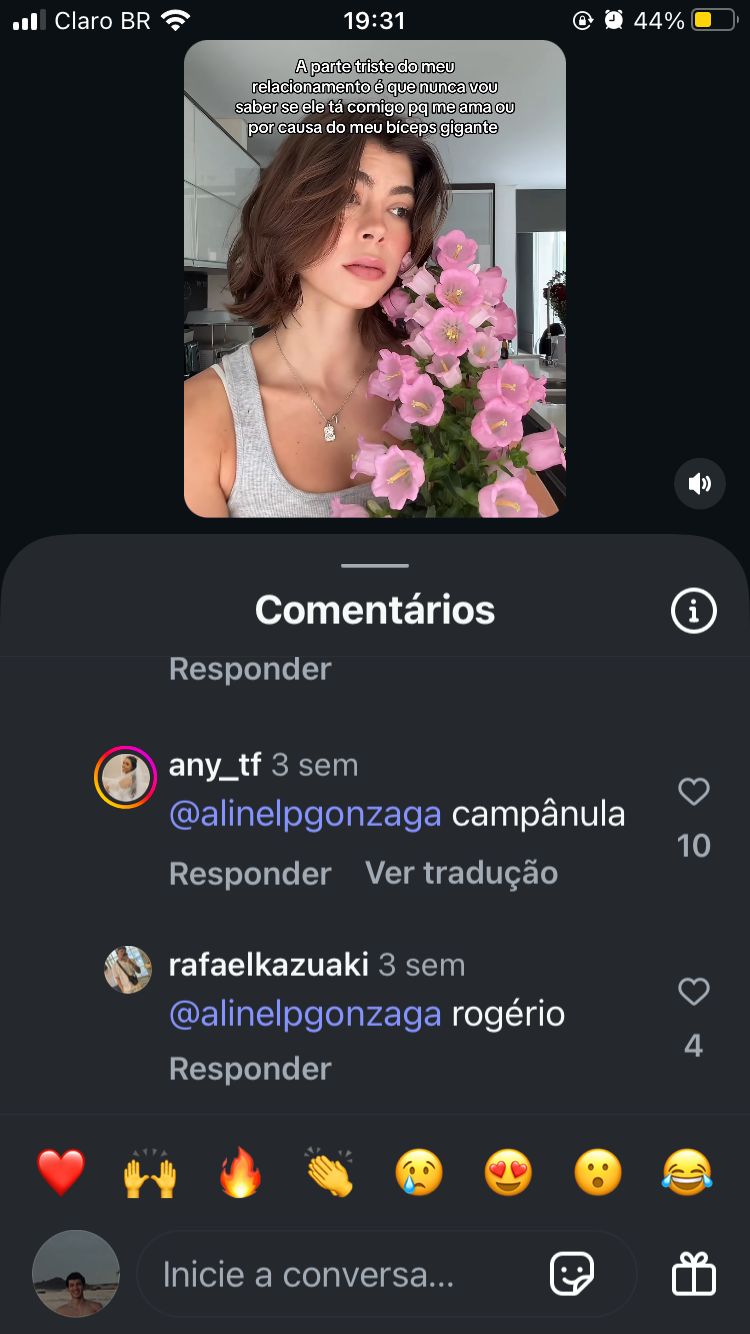 Claro BR
19:31
44%
A parte triste do meu
relacionamento é que nunca vou
saber se ele tá comigo pq me ama ou
por causa do meu bíceps gigante
Comentários
Responder
any_tf 3 sem
@alinelpgonzaga campânula
10
Responder Ver tradução
rafaelkazuaki 3 sem
@alinelpgonzaga rogério
4
Responder
Inicie a conversa...